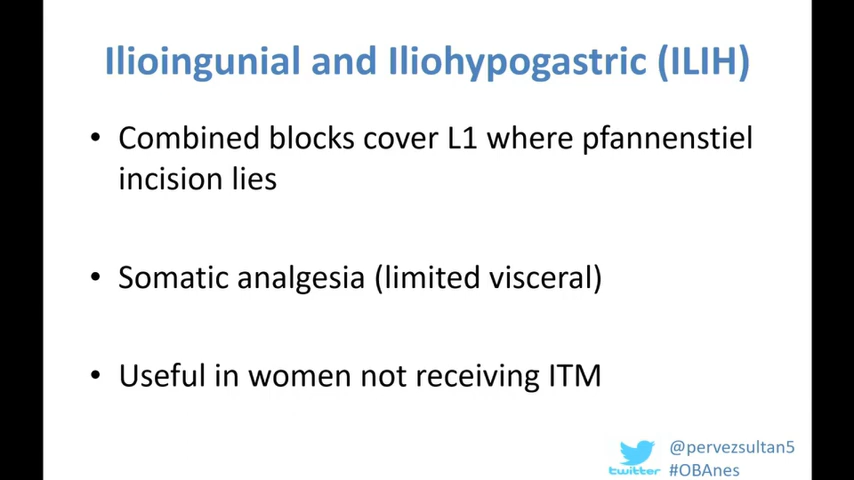 Ilioingunial and Iliohypogastric (ILIH)
• Combined blocks cover L1 where pfannenstiel
incision lies
• Somatic analgesia (limited visceral)
• Useful in women not receiving ITM
@pervezsultan5
twitter #OBAnes